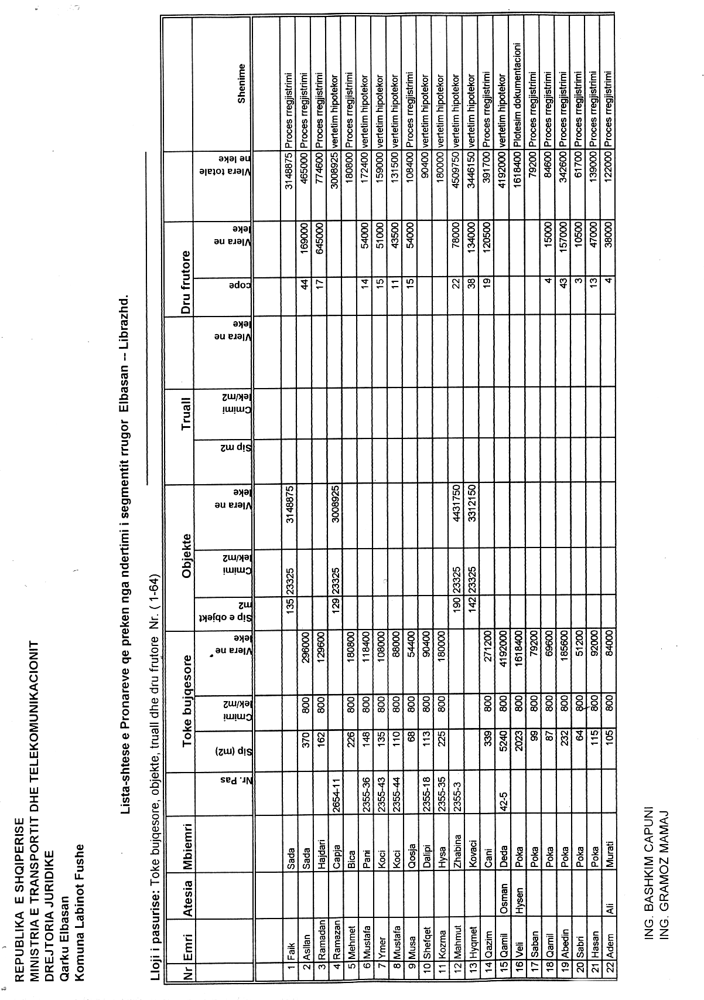 REPUBLIKA E SHQIPERISE
MINISTRIA E TRANSPORTIT DHE TELEKOMUNIKACIONIT
DREJTORIA JURIDIKE
Qarku Elbasan
Komuna Labinot Fushe
Lista-shtese e Pronareve qe preken nga ndertimi i segmentit rrugor Elbasan -- Librazhd.
Lloji i pasurise: Toke bujqesore, objekte, truall dhe dru frutore Nr. ( 1-64)
Nr Emri Atesia Mbiemri Nr. Pas Toke bujqesore Objekte Truall Dru frutore Vlera totale ne leke Shenime
Sip (m2) Cmimi lek/m2 Vlera ne leke Sip e objekt m2 Cmimi lek/m2 Vlera ne leke Sip m2 Cmimi lek/m2 Vlera ne leke cope Vlera ne leke
1 Faik Sada 135 23325 3148875 3148875 Proces rregjistrimi
2 Asllan Sada 370 800 296000 44 169000 465000 Proces rregjistrimi
3 Ramadan Hajdari 162 800 129600 17 645000 774600 Proces rregjistrimi
4 Ramazan Capja 2654-11 129 23325 3008925 3008925 vertetim hipotekor
5 Mehmet Bica 226 800 180800 180800 Proces rregjistrimi
6 Mustafa Pani 2355-36 148 800 118400 14 54000 172400 vertetim hipotekor
7 Ymer Koci 2355-43 135 800 108000 15 51000 159000 vertetim hipotekor
8 Mustafa Koci 2355-44 110 800 88000 11 43500 131500 vertetim hipotekor
9 Musa Qosja 68 800 54400 15 54000 108400 Proces rregjistrimi
10 Shefqet Dalipi 2355-18 113 800 90400 90400 vertetim hipotekor
11 Kozma Hysa 2355-35 225 800 180000 180000 vertetim hipotekor
12 Mahmut Zhabina 2355-3 190 23325 4431750 22 78000 4509750 vertetim hipotekor
13 Hyqmet Kovaci 142 23325 3312150 38 134000 3446150 vertetim hipotekor
14 Qazim Cani 339 800 271200 19 120500 391700 Proces rregjistrimi
15 Qamil Osman Deda 42-5 5240 800 4192000 4192000 vertetim hipotekor
16 Veli Hysen Poka 2023 800 1618400 1618400 Plotesim dokumentacioni
17 Saban Poka 99 800 79200 79200 Proces rregjistrimi
18 Qamil Poka 87 800 69600 4 15000 84600 Proces rregjistrimi
19 Abedin Poka 232 800 185600 43 157000 342600 Proces rregjistrimi
20 Sabri Poka 64 800 51200 3 10500 61700 Proces rregjistrimi
21 Hasan Poka 115 800 92000 13 47000 139000 Proces rregjistrimi
22 Adem Ali Murati 105 800 84000 4 38000 122000 Proces rregjistrimi
ING. BASHKIM CAPUNI
ING. GRAMOZ MAMAJ